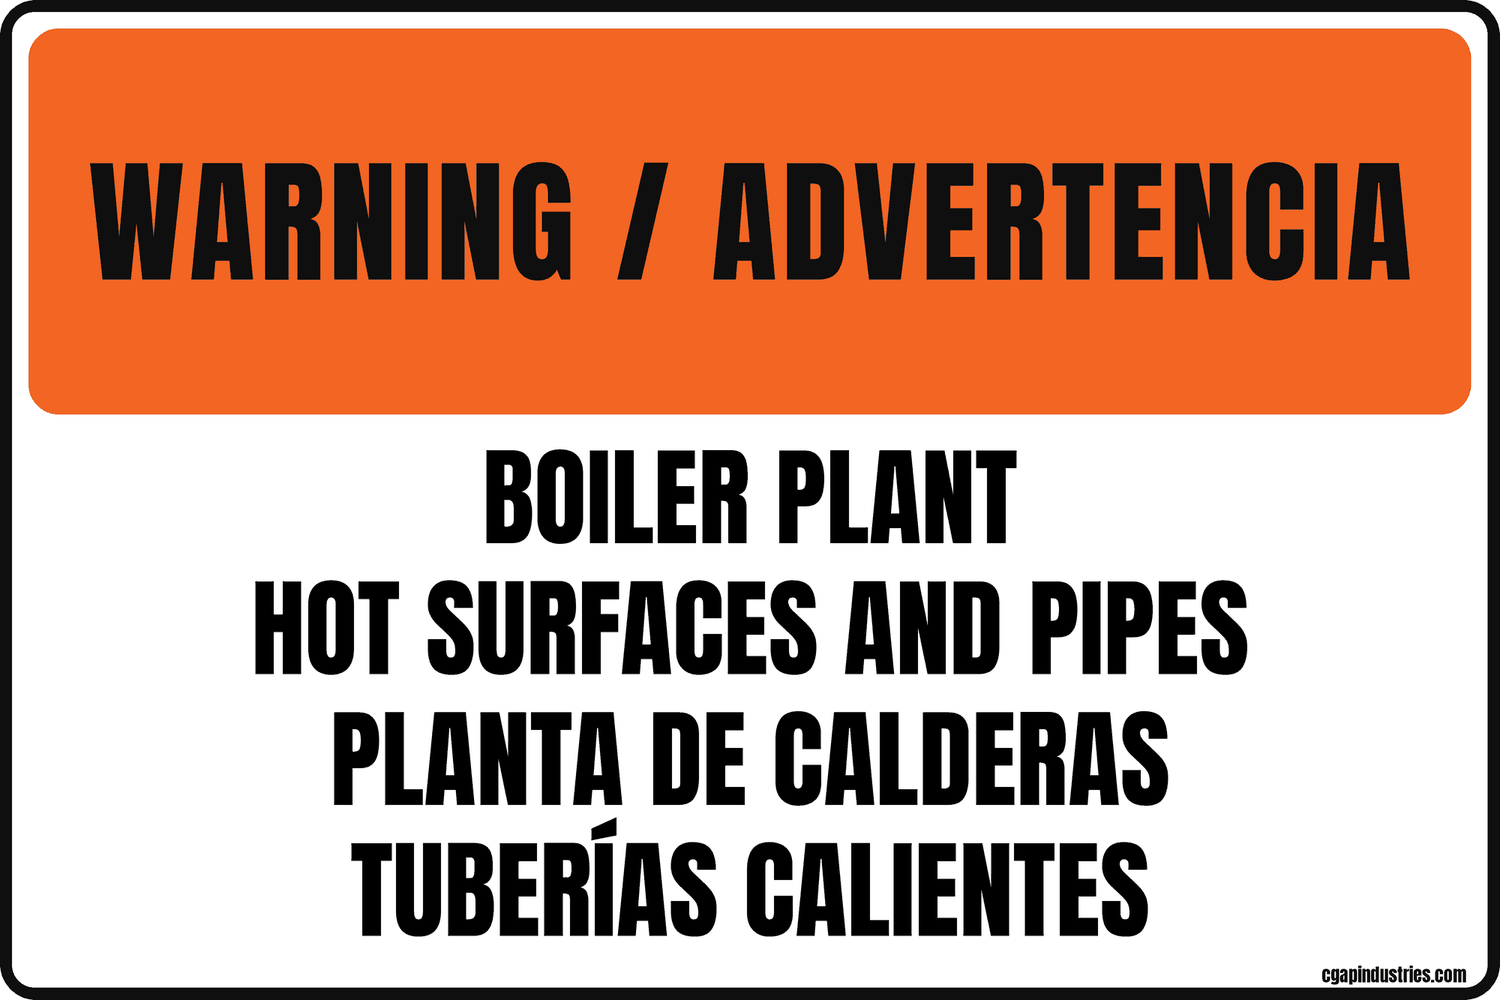 WARNING / ADVERTENCIA
BOILER PLANT
HOT SURFACES AND PIPES
PLANTA DE CALDERAS
TUBERÍAS CALIENTES
cgapindustries.com